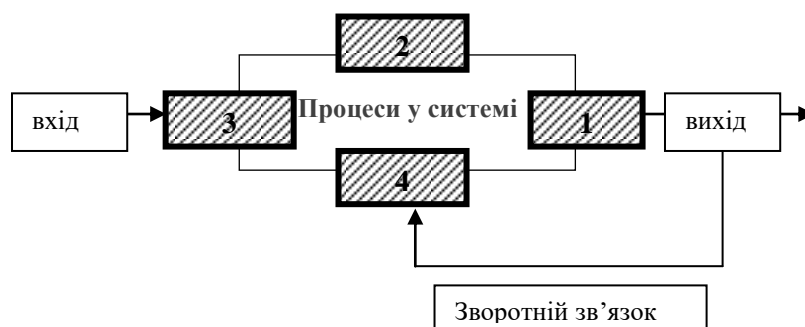 2
Процеси у системі
вхід
3
1
вихід
4
Зворотній зв’язок